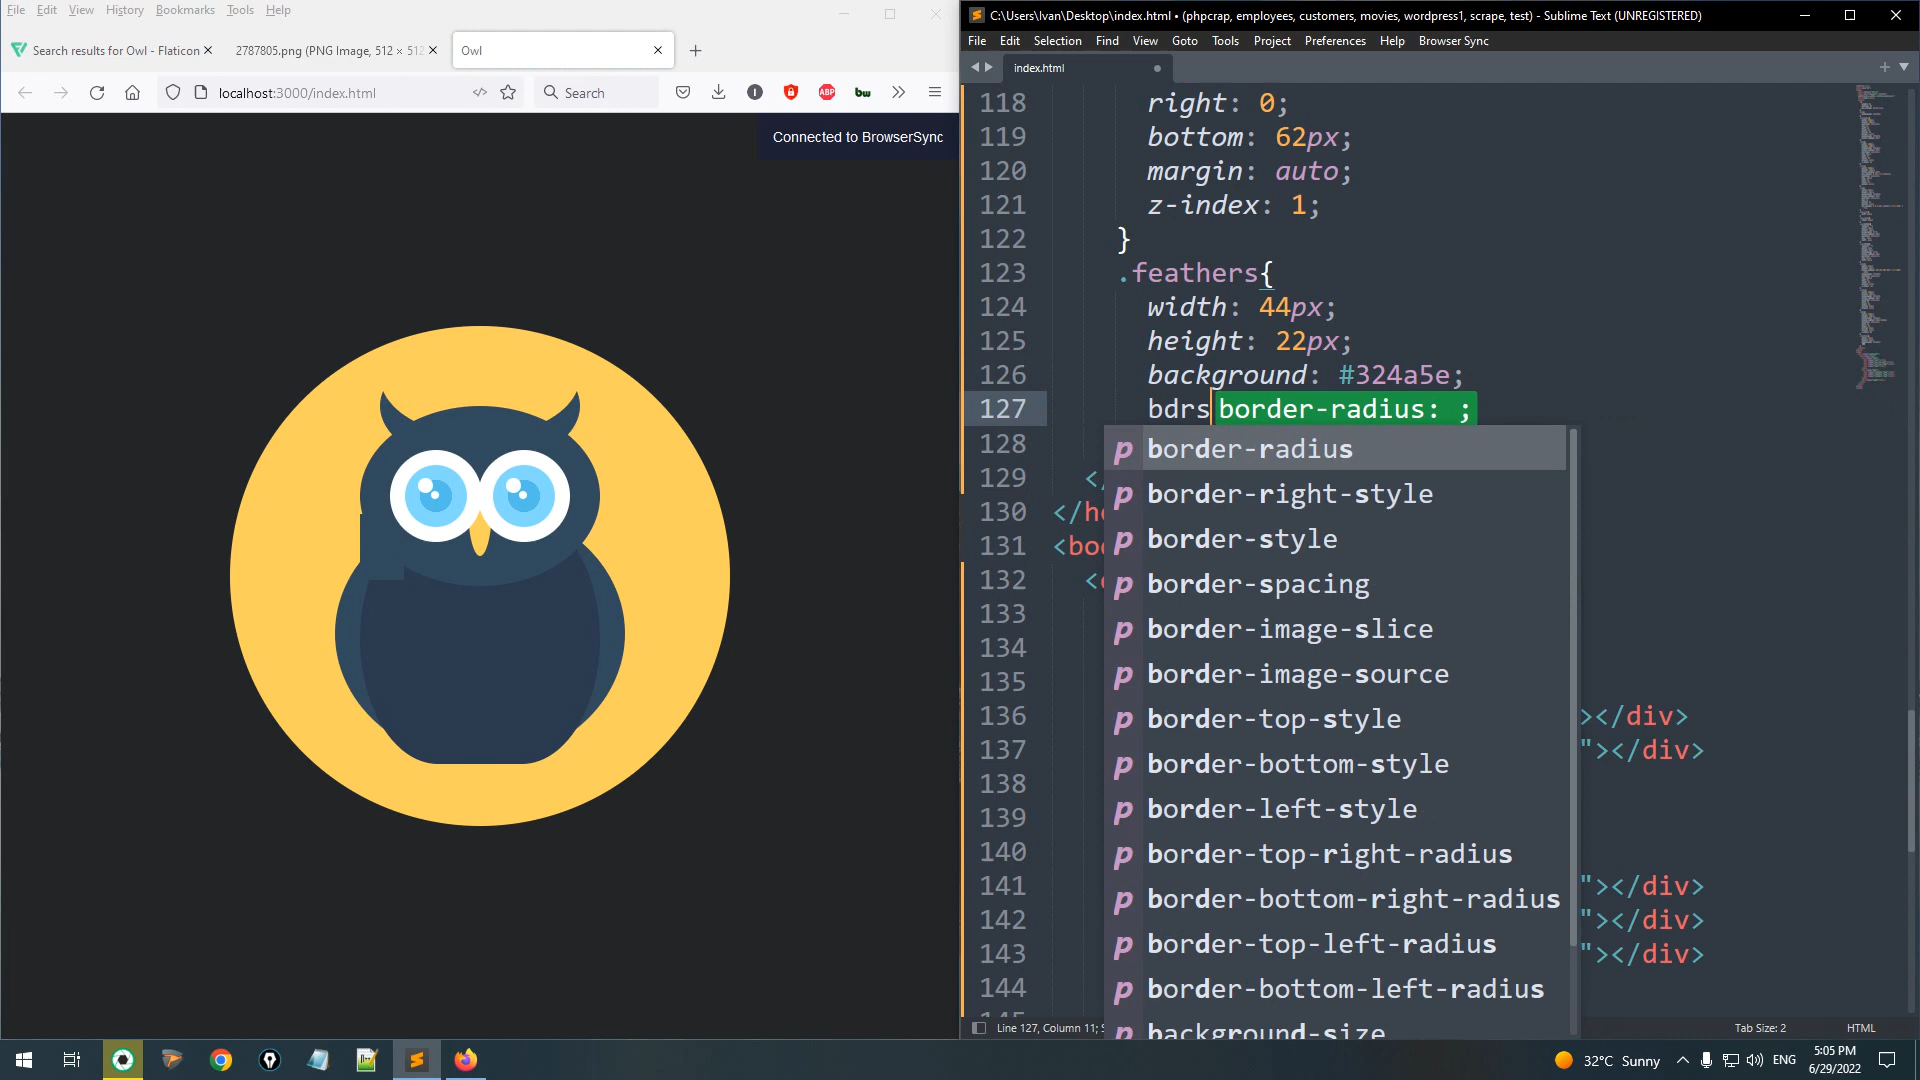 File Edit View History Bookmarks Tools Help
Search results for Owl - Flaticon
2787805.png (PNG Image, 512 × 512
Owl
localhost:3000/index.html
Search
ABP
bw
Connected to BrowserSync
C:\Users\Ivan\Desktop\index.html • (phpcrap, employees, customers, movies, wordpress1, scrape, test) - Sublime Text (UNREGISTERED)
File Edit Selection Find View Goto Tools Project Preferences Help Browser Sync
index.html
118 right: 0;
119 bottom: 62px;
120 margin: auto;
121 z-index: 1;
122 }
123 .feathers{
124 width: 44px;
125 height: 22px;
126 background: #324a5e;
127 bdrs border-radius: ;
128
129 </
130 </he
131 <bod
132 <
133
134
135
136 ></div>
137 "></div>
138
139
140
141 "></div>
142 "></div>
143 "></div>
144
p border-radius
p border-right-style
p border-style
p border-spacing
p border-image-slice
p border-image-source
p border-top-style
p border-bottom-style
p border-left-style
p border-top-right-radius
p border-bottom-right-radius
p border-top-left-radius
p border-bottom-left-radius
p background-size
Line 127, Column 11;
Tab Size: 2
HTML
32°C Sunny
ENG
5:05 PM
6/29/2022